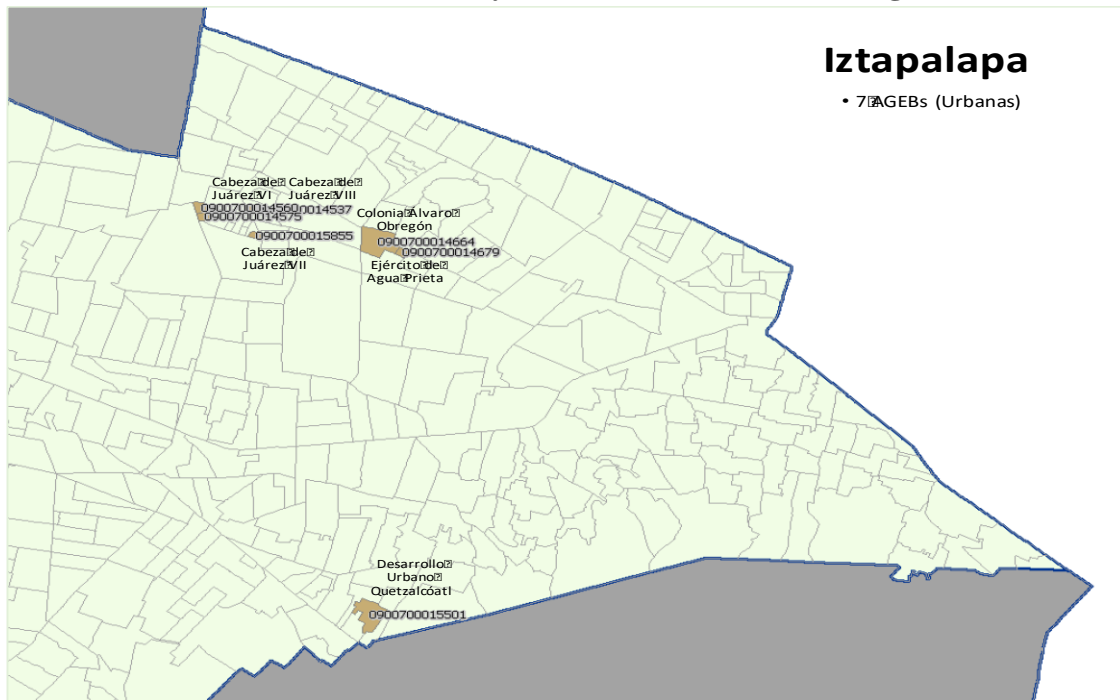 Iztapalapa
• 7 AGEBs (Urbanas)
Cabeza de
Juárez VI
Cabeza de
Juárez VIII
0900700014560
0014537
0900700014575
Colonia Álvaro
Obregón
0900700015855
0900700014664
0900700014679
Cabeza de
Juárez VII
Ejército de
Agua Prieta
Desarrollo
Urbano
Quetzalcóatl
0900700015501